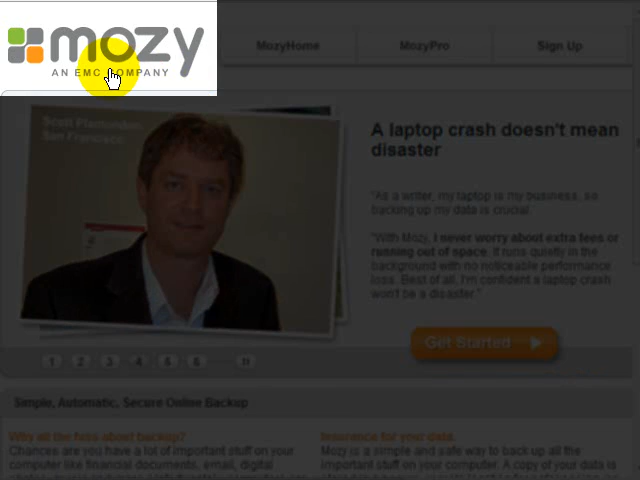 mozy
AN EMC COMPANY
MozyHome
MozyPro
Sign Up
Scott Plamondon,
San Francisco
A laptop crash doesn't mean
disaster
"As a writer, my laptop is my business, so
backing up my data is crucial.
"With Mozy, I never worry about extra fees or
running out of space. If runs quietly in the
background with no noticeable performance
loss. Best of all, I'm confident a laptop crash
won't be a disaster."
Get Started
1 2 3 4 5 6 II
Simple, Automatic, Secure Online Backup
Why all the fuss about backup?
Chances are you have a lot of important stuff on your
computer like financial documents, email, digital
Insurance for your data.
Mozy is a simple and safe way to back up all the
important stuff on your computer. A copy of your data is